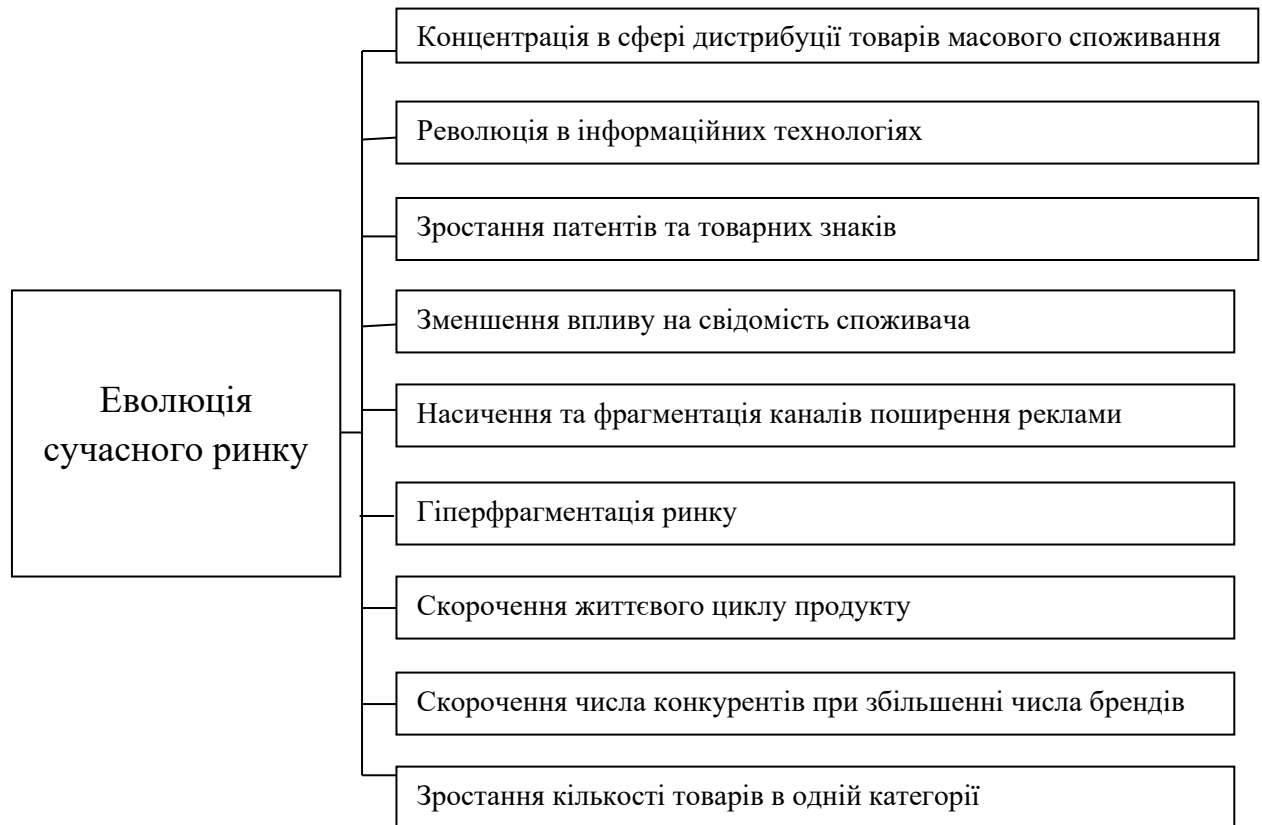 Концентрація в сфері дистрибуції товарів масового споживання
Революція в інформаційних технологіях
Зростання патентів та товарних знаків
Зменшення впливу на свідомість споживача
Еволюція
сучасного ринку
Насичення та фрагментація каналів поширення реклами
Гіперфрагментація ринку
Скорочення життєвого циклу продукту
Скорочення числа конкурентів при збільшенні числа брендів
Зростання кількості товарів в одній категорії